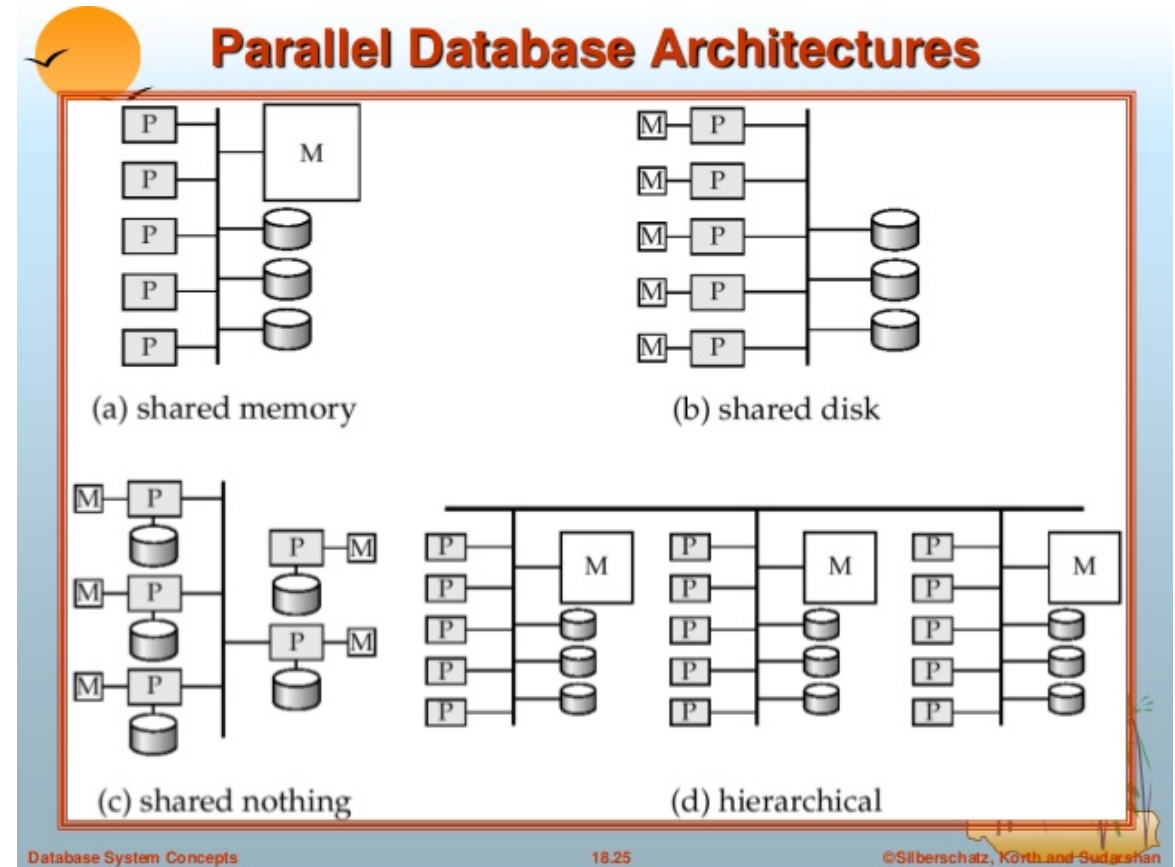 Parallel Database Architectures
P
M
P
P
P
P
(a) shared memory
M P
M P
M P
M P
M P
(b) shared disk
M P
P M
M P
P M
M P
(c) shared nothing
P
M
P
P
P
P
P
M
P
P
P
P
P
M
P
P
P
P
(d) hierarchical
Database System Concepts
18.25
©Silberschatz, Korth and Sudarshan